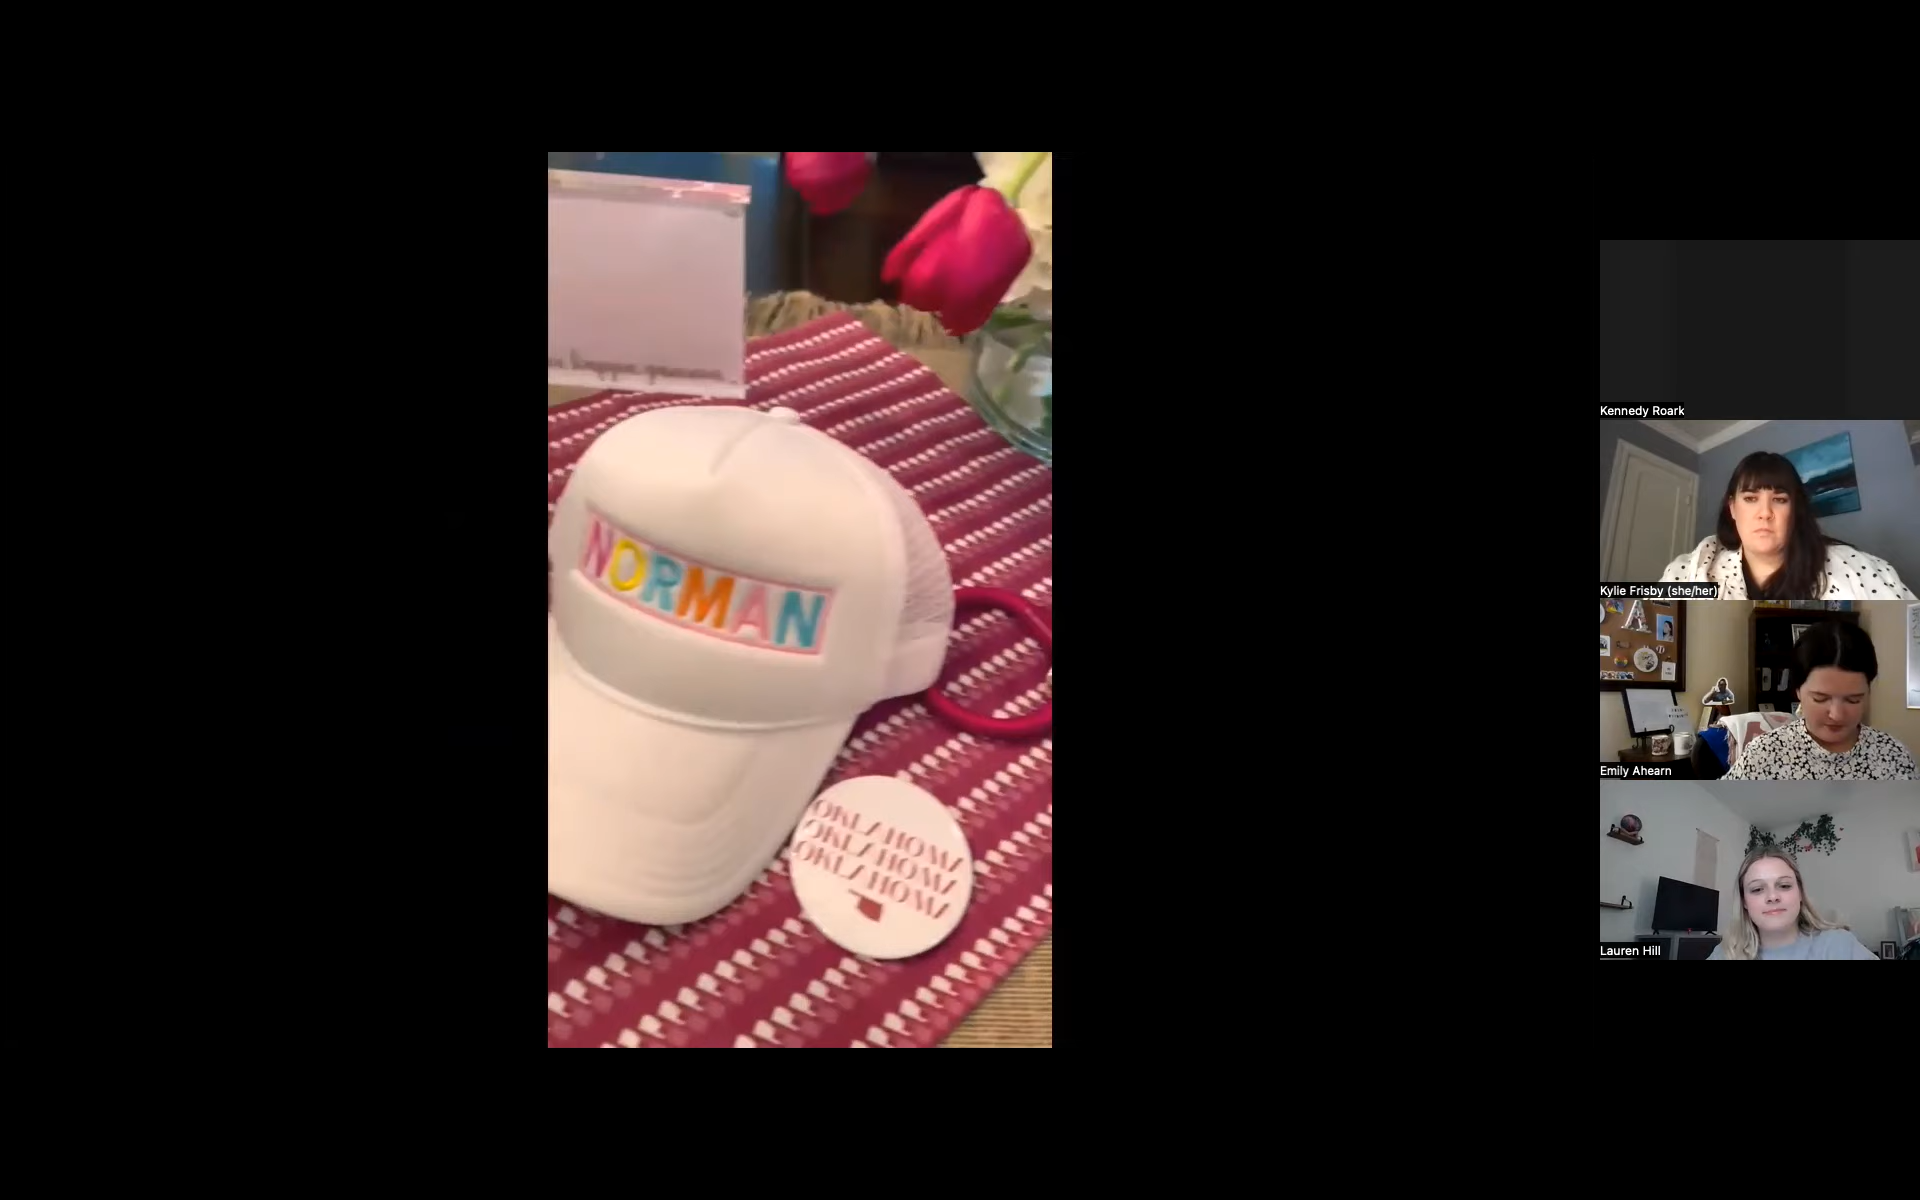 NORMAN
OKLAHOMA
OKLAHOMA
OKLAHOMA
Kennedy Roark
Kylie Frisby (she/her)
Emily Ahearn
Lauren Hill